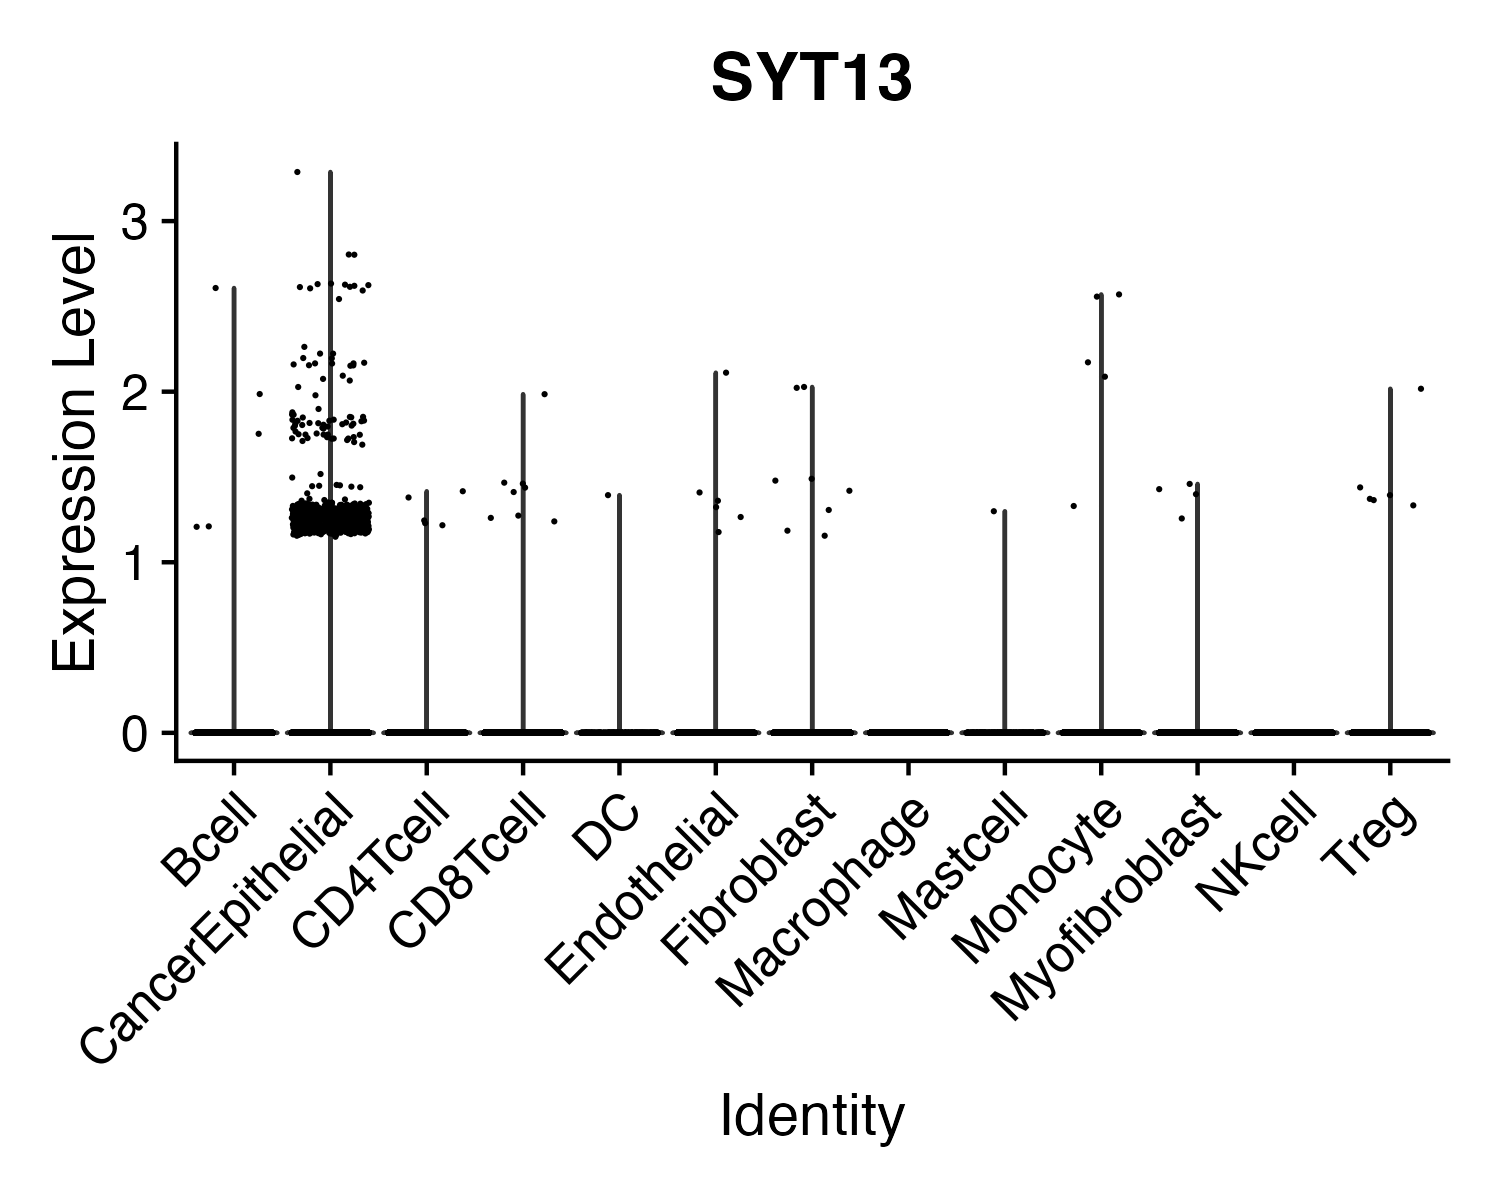 SYT13
Expression Level
3
2
1
0
Bcell
CancerEpithelial
CD4Tcell
CD8Tcell
DC
Endothelial
Fibroblast
Macrophage
Mastcell
Monocyte
Myofibroblast
NKcell
Treg
Identity